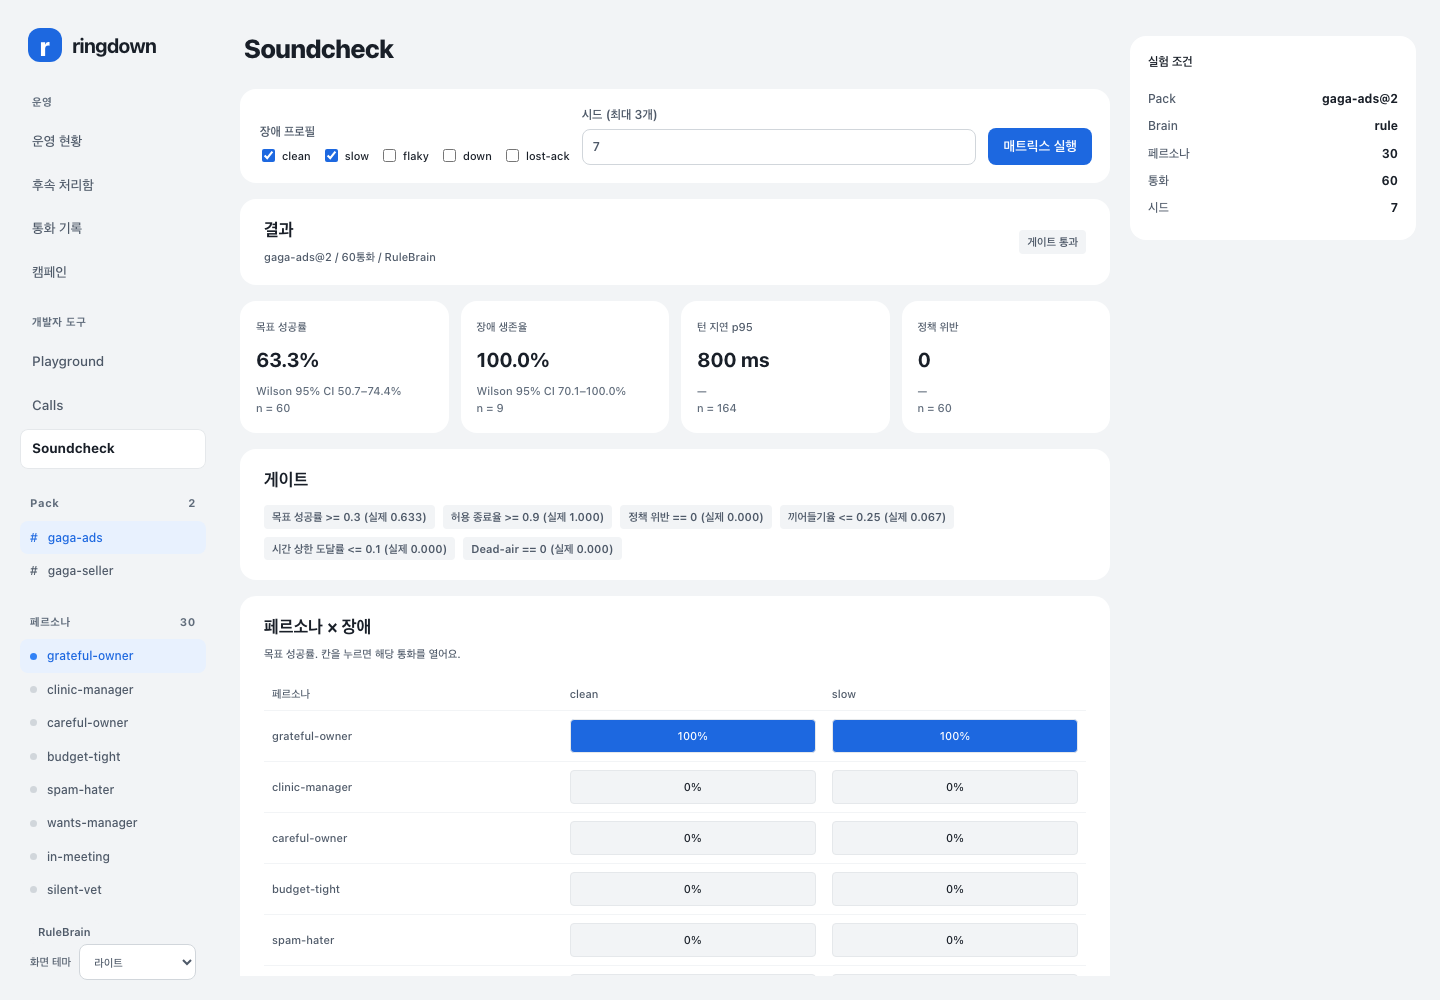 r ringdown
운영
운영 현황
후속 처리함
통화 기록
캠페인
개발자 도구
Playground
Calls
Soundcheck
Pack 2
# gaga-ads
# gaga-seller
페르소나 30
grateful-owner
clinic-manager
careful-owner
budget-tight
spam-hater
wants-manager
in-meeting
silent-vet
RuleBrain
화면 테마 라이트
Soundcheck
장애 프로필
clean slow flaky down lost-ack
시드 (최대 3개)
7
매트릭스 실행
결과
gaga-ads@2 / 60통화 / RuleBrain
게이트 통과
목표 성공률
63.3%
Wilson 95% CI 50.7–74.4%
n = 60
장애 생존율
100.0%
Wilson 95% CI 70.1–100.0%
n = 9
턴 지연 p95
800 ms
—
n = 164
정책 위반
0
—
n = 60
게이트
목표 성공률 >= 0.3 (실제 0.633) 허용 종료율 >= 0.9 (실제 1.000) 정책 위반 == 0 (실제 0.000) 끼어들기율 <= 0.25 (실제 0.067)
시간 상한 도달률 <= 0.1 (실제 0.000) Dead-air == 0 (실제 0.000)
페르소나 × 장애
목표 성공률. 칸을 누르면 해당 통화를 열어요.
페르소나 clean slow
grateful-owner 100% 100%
clinic-manager 0% 0%
careful-owner 0% 0%
budget-tight 0% 0%
spam-hater 0% 0%
실험 조건
Pack gaga-ads@2
Brain rule
페르소나 30
통화 60
시드 7